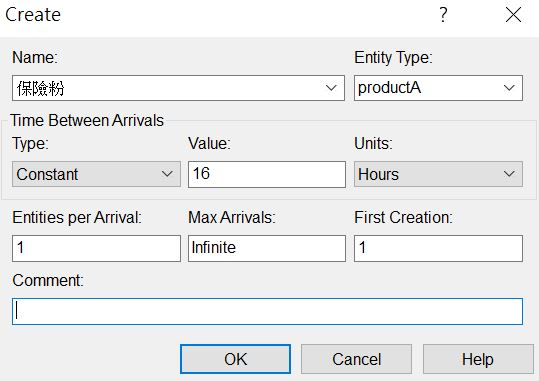 Create ? ×
Name: Entity Type:
保險粉 productA
Time Between Arrivals
Type: Value: Units:
Constant 16 Hours
Entities per Arrival: Max Arrivals: First Creation:
1 Infinite 1
Comment:
OK Cancel Help